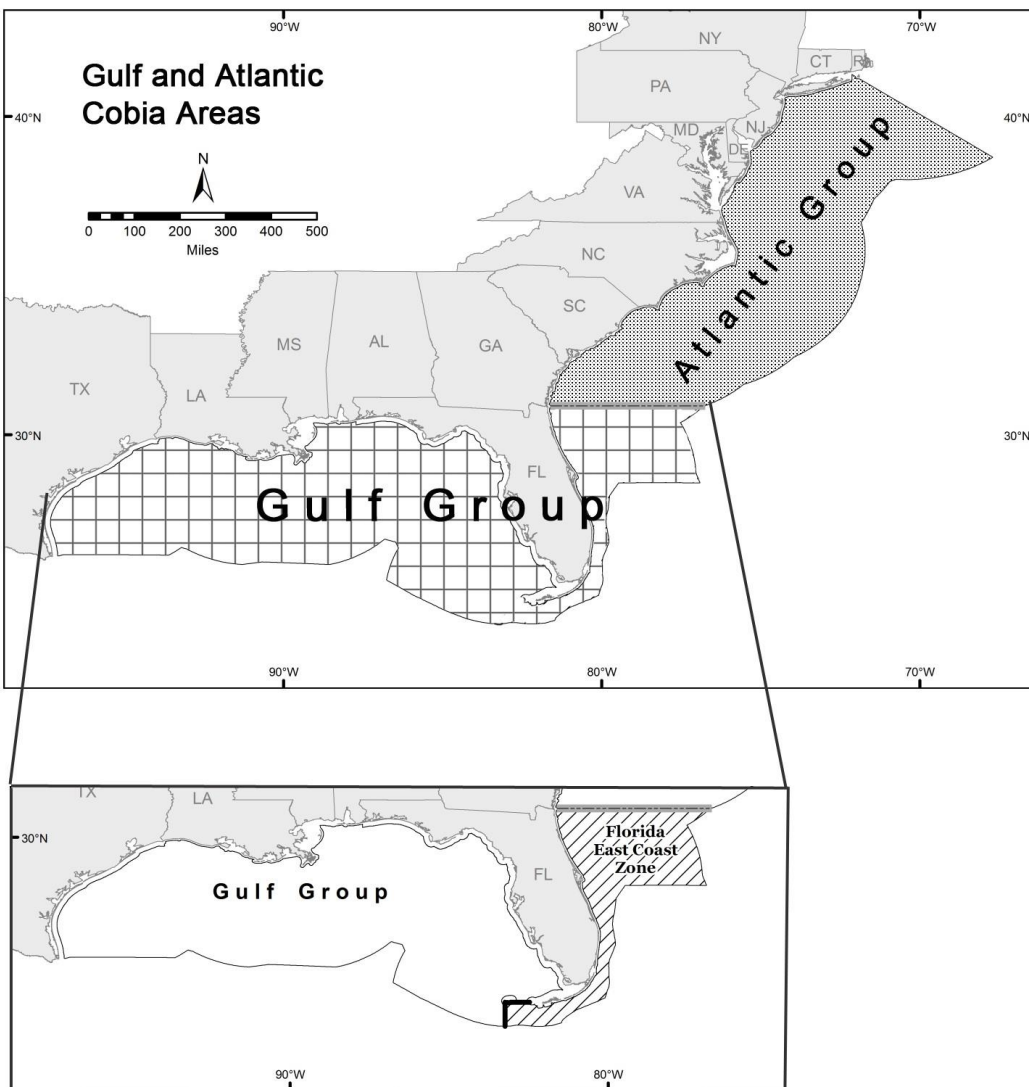 90°W
80°W
70°W
Gulf and Atlantic
Cobia Areas
N
0 100 200 300 400 500
Miles
40°N
40°N
30°N
30°N
NY
CT
PA
NJ
MD
DE
VA
NC
SC
TX
LA
MS
AL
GA
FL
Atlantic Group
Gulf Group
90°W
80°W
70°W
TX
LA
30°N
Florida
East Coast
Zone
FL
Gulf Group
90°W
80°W